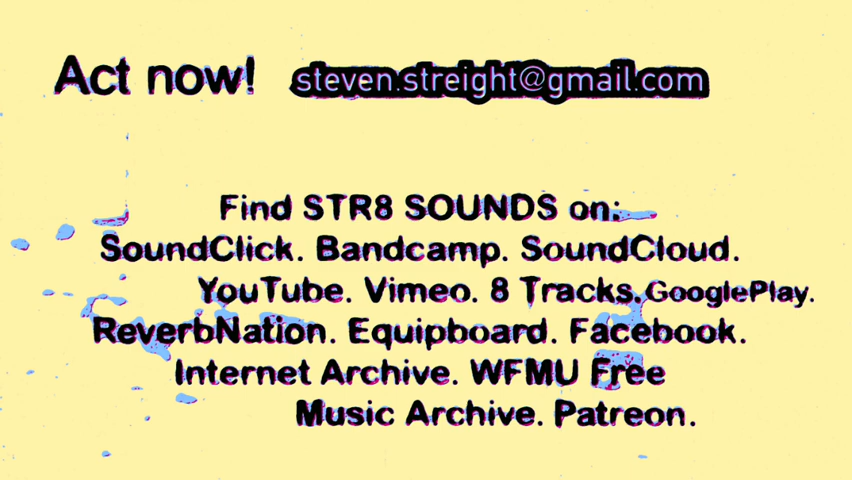 Act now! steven.streight@gmail.com
Find STR8 SOUNDS on:
SoundClick. Bandcamp. SoundCloud.
YouTube. Vimeo. 8 Tracks. GooglePlay.
ReverbNation. Equipboard. Facebook.
Internet Archive. WFMU Free
Music Archive. Patreon.